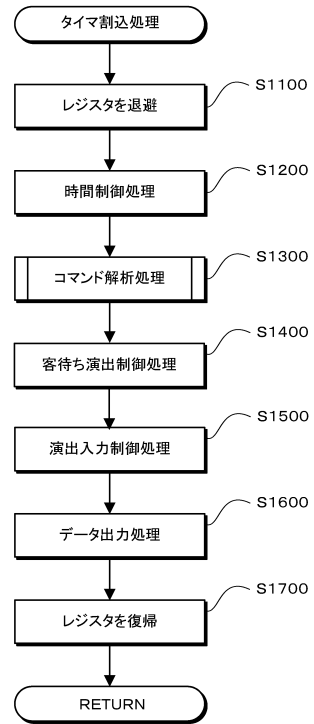 タイマ割込処理
レジスタを退避
S1100
時間制御処理
S1200
コマンド解析処理
S1300
客待ち演出制御処理
S1400
演出入力制御処理
S1500
データ出力処理
S1600
レジスタを復帰
S1700
RETURN